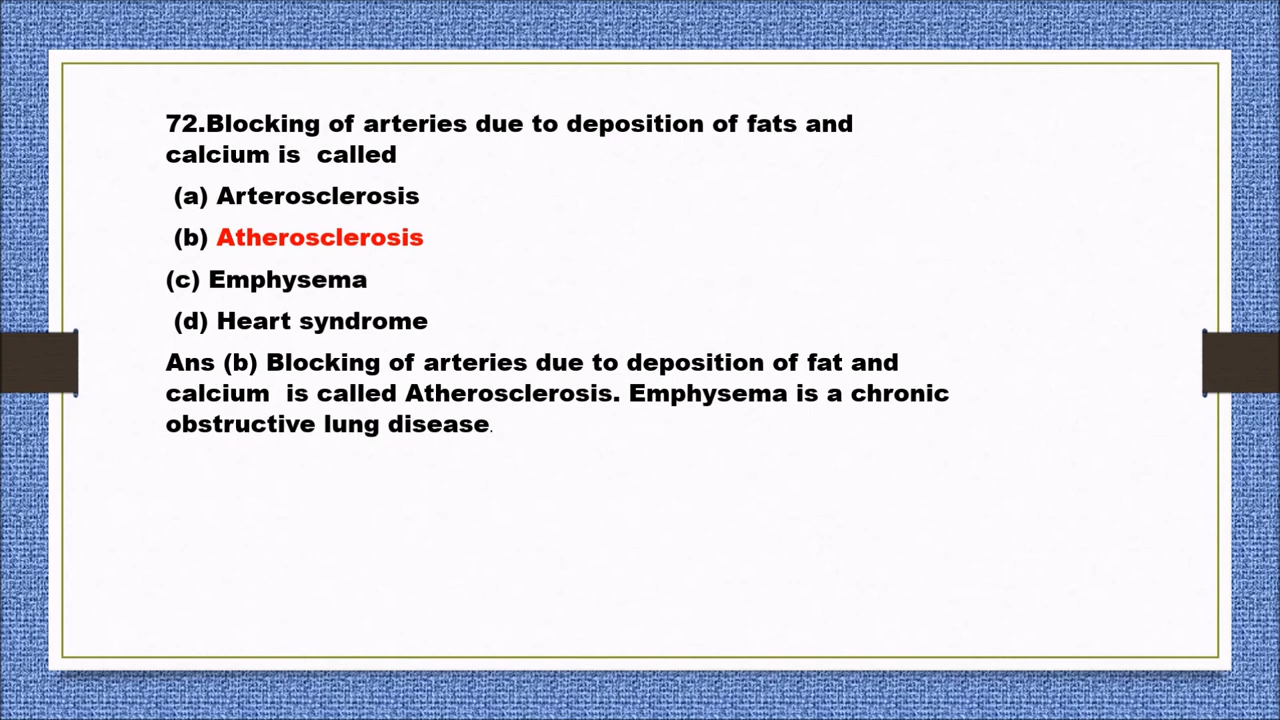 72.Blocking of arteries due to deposition of fats and
calcium is  called
(a) Arterosclerosis
(b) Atherosclerosis
(c) Emphysema
(d) Heart syndrome
Ans (b) Blocking of arteries due to deposition of fat and
calcium  is called Atherosclerosis. Emphysema is a chronic
obstructive lung disease.